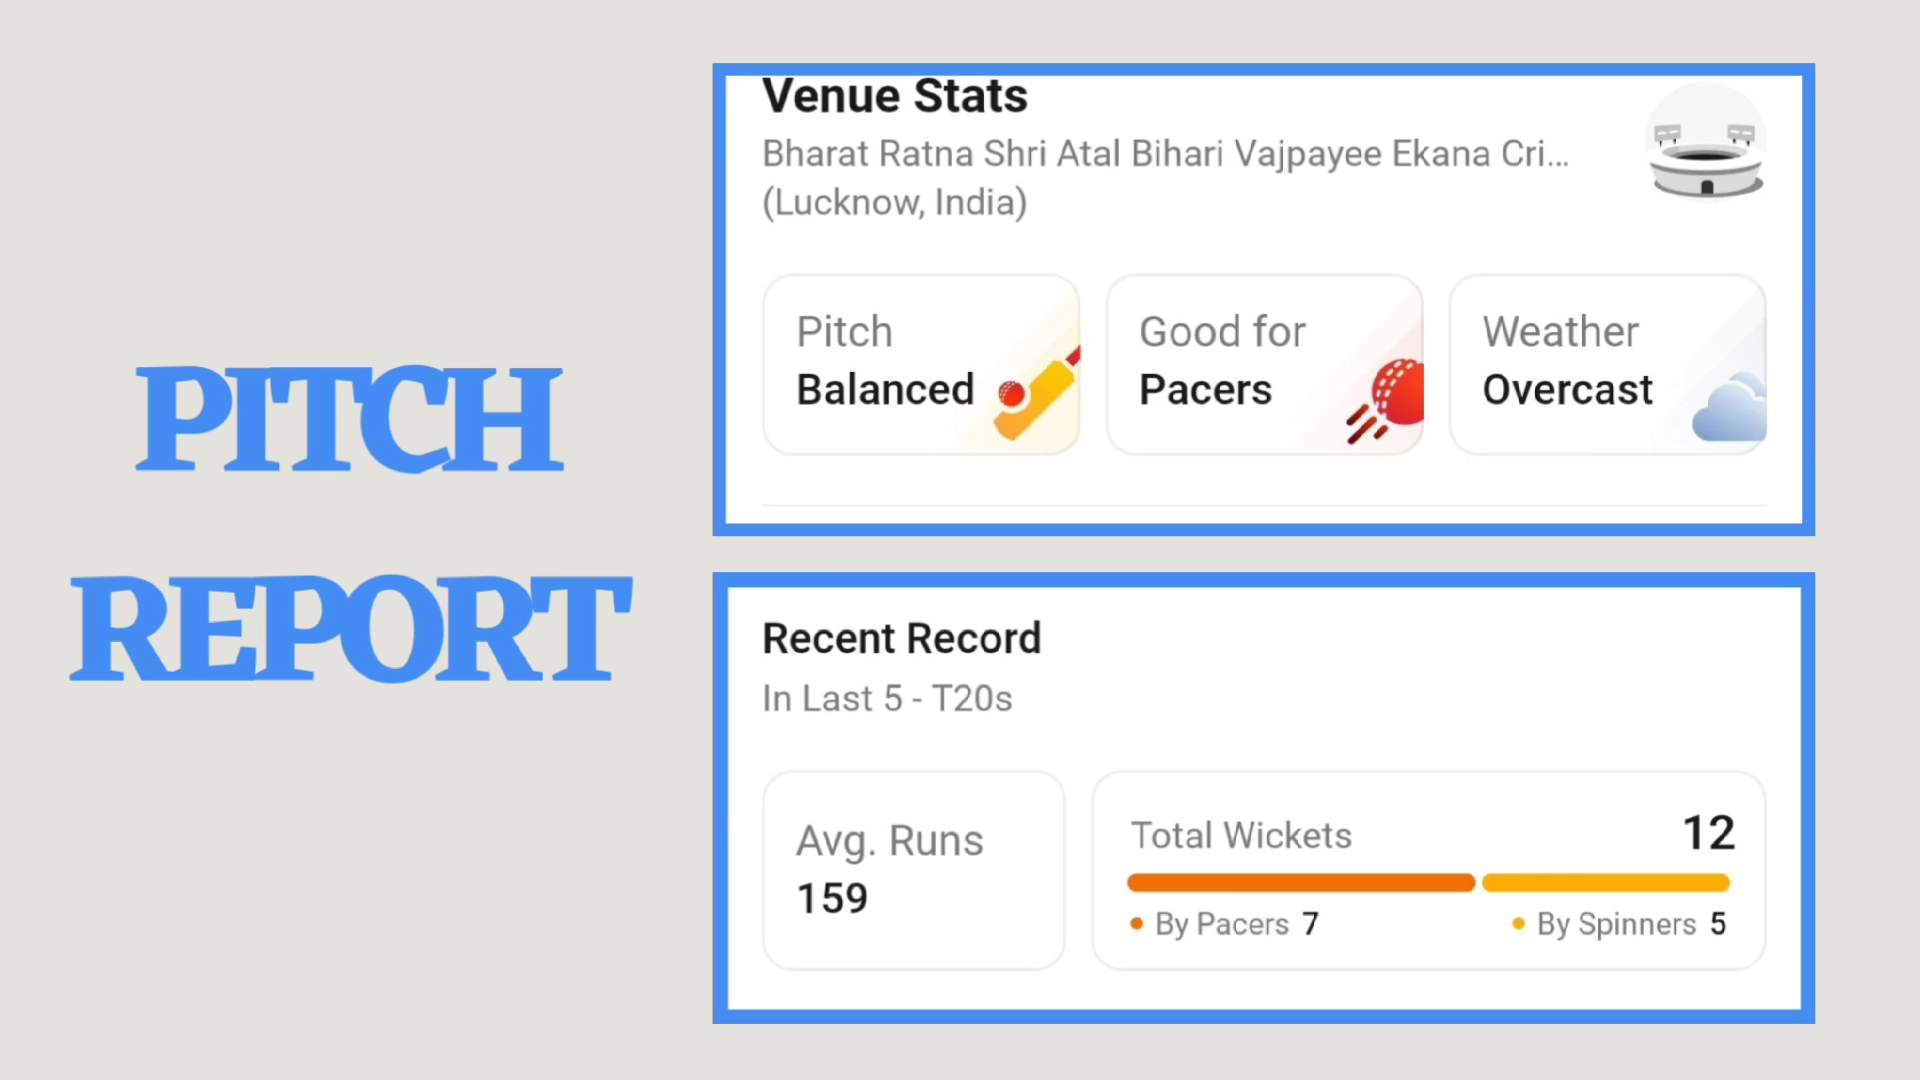 PITCH
REPORT
Venue Stats
Bharat Ratna Shri Atal Bihari Vajpayee Ekana Cri...
(Lucknow, India)
Pitch
Balanced
Good for
Pacers
Weather
Overcast
Recent Record
In Last 5 - T20s
Avg. Runs
159
Total Wickets 12
By Pacers 7 By Spinners 5